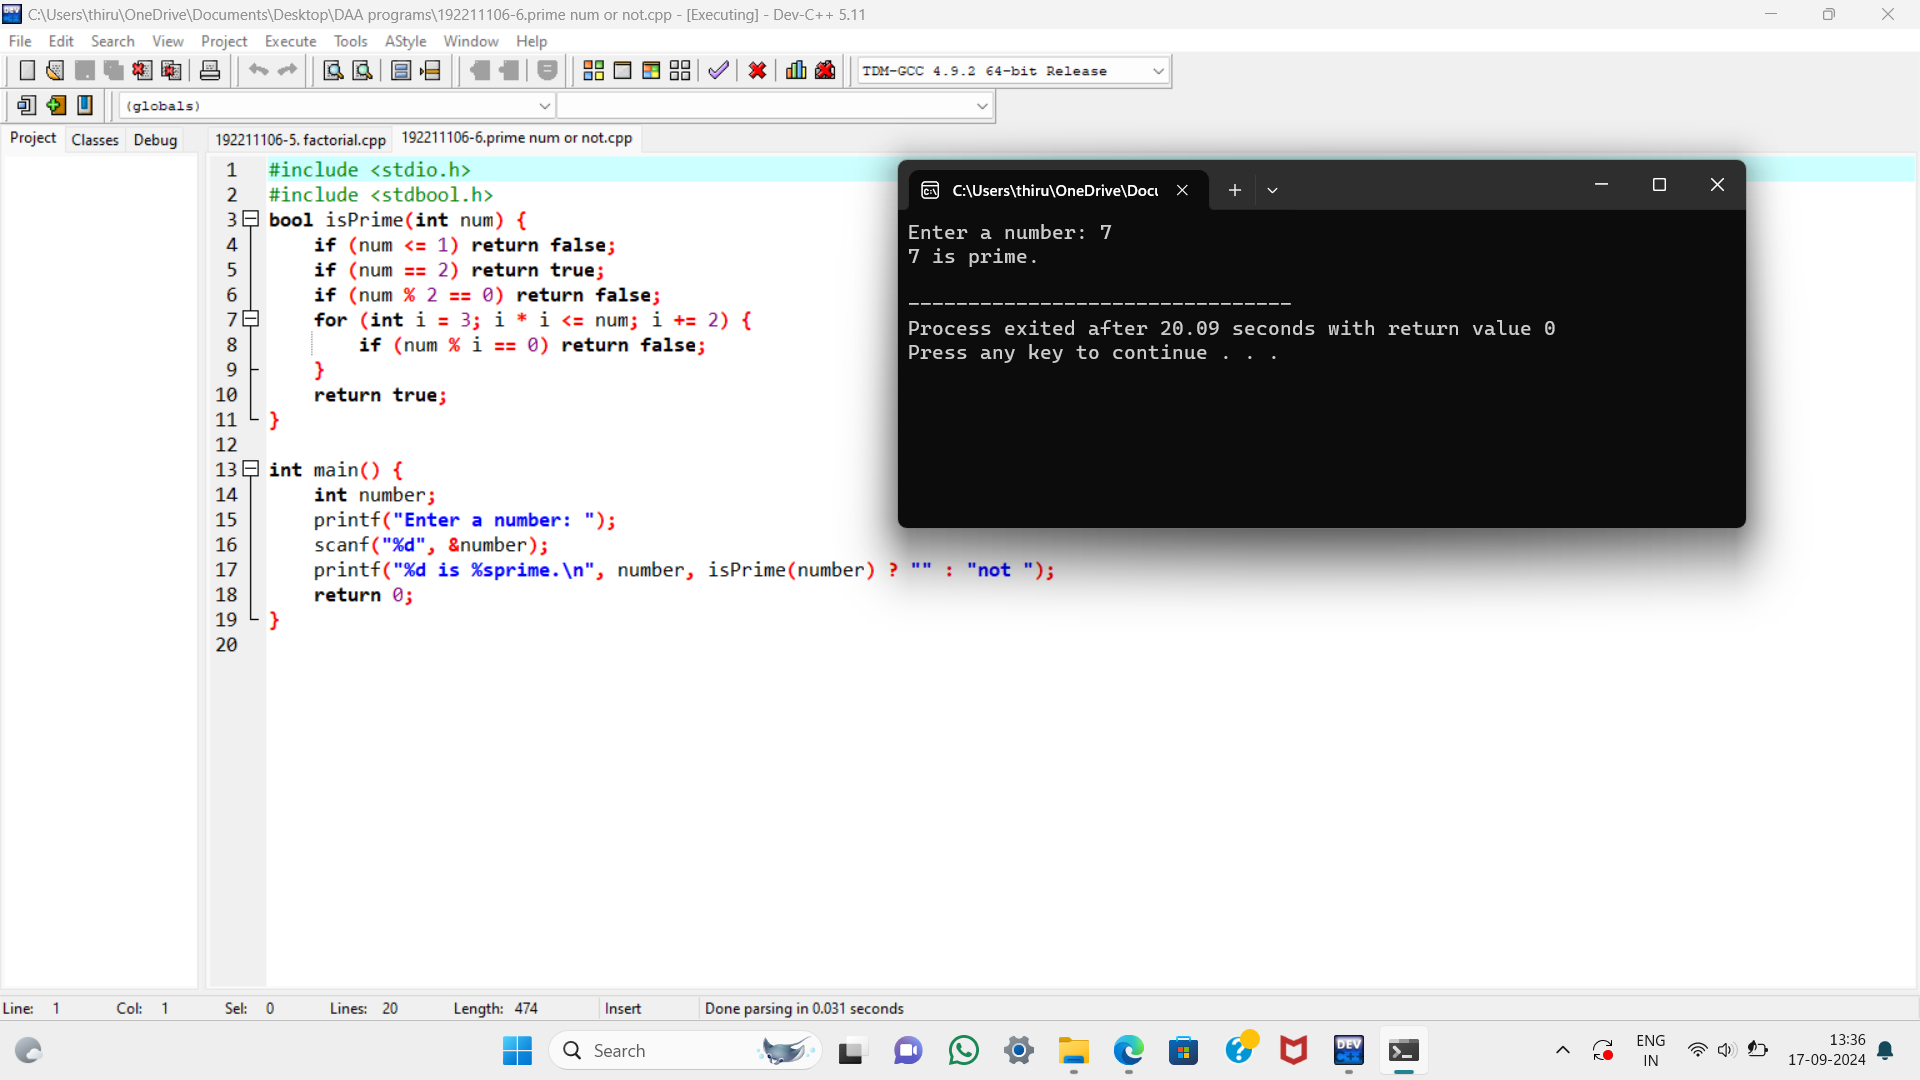 C:\Users\thiru\OneDrive\Documents\Desktop\DAA programs\192211106-6.prime num or not.cpp - [Executing] - Dev-C++ 5.11
File Edit Search View Project Execute Tools AStyle Window Help
TDM-GCC 4.9.2 64-bit Release
(globals)
Project Classes Debug 192211106-5. factorial.cpp 192211106-6.prime num or not.cpp
1 #include <stdio.h>
2 #include <stdbool.h>
3 bool isPrime(int num) {
4 if (num <= 1) return false;
5 if (num == 2) return true;
6 if (num % 2 == 0) return false;
7 for (int i = 3; i * i <= num; i += 2) {
8 if (num % i == 0) return false;
9 }
10 return true;
11 }
12
13 int main() {
14 int number;
15 printf("Enter a number: ");
16 scanf("%d", &number);
17 printf("%d is %sprime.\n", number, isPrime(number) ? "" : "not ");
18 return 0;
19 }
20
C:\Users\thiru\OneDrive\Docu
Enter a number: 7
7 is prime.
--------------------------------
Process exited after 20.09 seconds with return value 0
Press any key to continue . . .
Line: 1 Col: 1 Sel: 0 Lines: 20 Length: 474 Insert Done parsing in 0.031 seconds
Search
DEV
C++
ENG
IN
13:36
17-09-2024